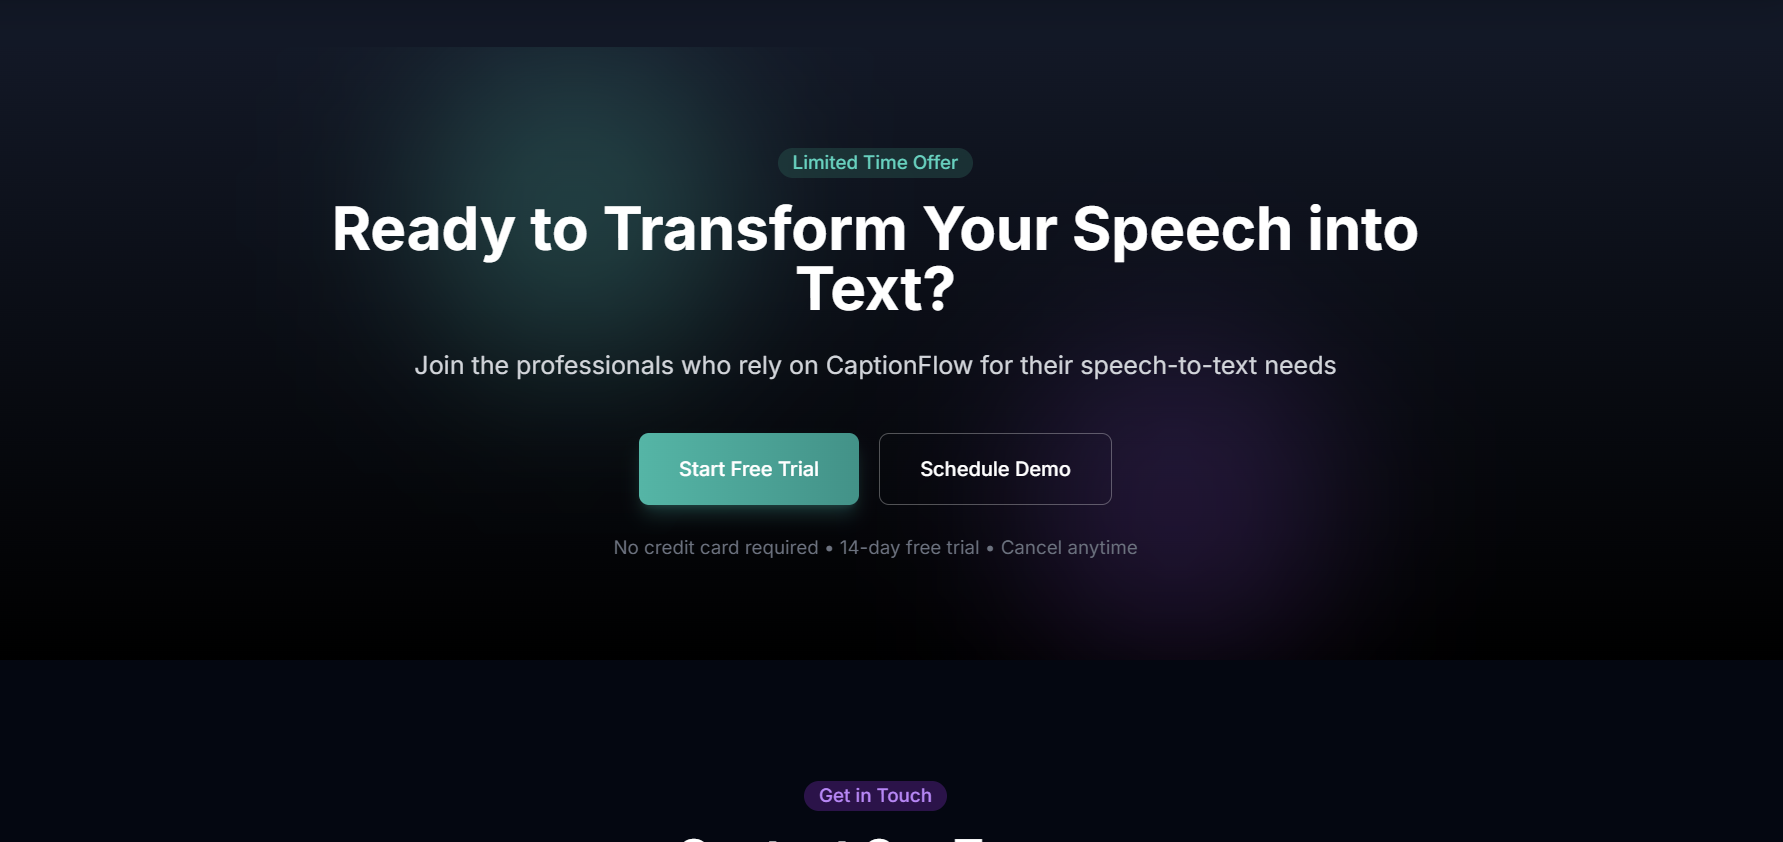 Limited Time Offer
Ready to Transform Your Speech into
Text?
Join the professionals who rely on CaptionFlow for their speech-to-text needs
Start Free Trial
Schedule Demo
No credit card required • 14-day free trial • Cancel anytime
Get in Touch